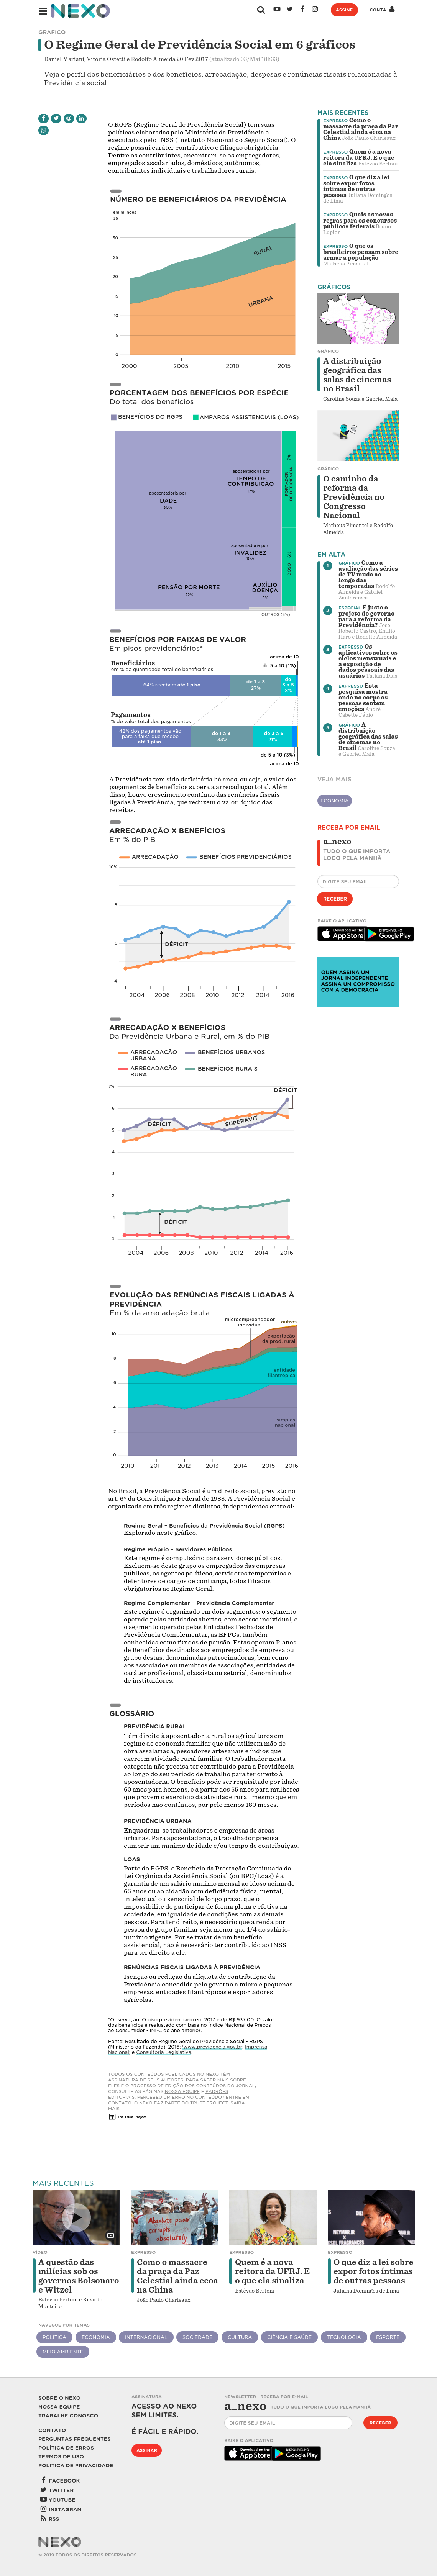 NEXO
ASSINE
CONTA
GRÁFICO
O Regime Geral de Previdência Social em 6 gráficos
Daniel Mariani, Vitória Ostetti e Rodolfo Almeida 20 Fev 2017 (atualizado 03/Mai 18h33)
Veja o perfil dos beneficiários e dos benefícios, arrecadação, despesas e renúncias fiscais relacionadas à
Previdência social
O RGPS (Regime Geral de Previdência Social) tem suas
políticas elaboradas pelo Ministério da Previdência e
executadas pelo INSS (Instituto Nacional do Seguro Social). O
regime possui caráter contributivo e filiação obrigatória.
Dentre os contribuintes, encontram-se os empregadores,
empregados assalariados, domésticos, autônomos,
contribuintes individuais e trabalhadores rurais.
NÚMERO DE BENEFICIÁRIOS DA PREVIDÊNCIA
em milhões
35
30
25
20
15
10
5
0
RURAL
URBANA
2000
2005
2010
2015
PORCENTAGEM DOS BENEFÍCIOS POR ESPÉCIE
Do total dos benefícios
BENEFÍCIOS DO RGPS
AMPAROS ASSISTENCIAIS (LOAS)
aposentadoria por
IDADE
30%
aposentadoria por
TEMPO DE
CONTRIBUIÇÃO
17%
aposentadoria por
INVALIDEZ
10%
PENSÃO POR MORTE
22%
AUXÍLIO
DOENÇA
5%
PORTADOR
DE DEFICIÊNCIA
7%
IDOSO
6%
OUTROS (3%)
BENEFÍCIOS POR FAIXAS DE VALOR
Em pisos previdenciários*
acima de 10
Beneficiários
de 5 a 10 (1%)
em % da quantidade total de beneficiários
64% recebem até 1 piso
de 1 a 3
27%
de
3 a 5
8%
Pagamentos
% do valor total dos pagamentos
42% dos pagamentos vão
para a faixa que recebe
até 1 piso
de 1 a 3
33%
de 3 a 5
21%
de 5 a 10 (3%)
acima de 10
A Previdência tem sido deficitária há anos, ou seja, o valor dos
pagamentos de benefícios supera a arrecadação total. Além
disso, houve crescimento contínuo das renúncias fiscais
ligadas à Previdência, que reduzem o valor líquido das
receitas.
ARRECADAÇÃO X BENEFÍCIOS
Em % do PIB
ARRECADAÇÃO
BENEFÍCIOS PREVIDENCIÁRIOS
10%
8
6
4
DÉFICIT
2004
2006
2008
2010
2012
2014
2016
ARRECADAÇÃO X BENEFÍCIOS
Da Previdência Urbana e Rural, em % do PIB
ARRECADAÇÃO
URBANA
BENEFÍCIOS URBANOS
ARRECADAÇÃO
RURAL
BENEFÍCIOS RURAIS
7%
6
5
4
3
2
1
0
DÉFICIT
DÉFICIT
SUPERÁVIT
DÉFICIT
2004
2006
2008
2010
2012
2014
2016
EVOLUÇÃO DAS RENÚNCIAS FISCAIS LIGADAS À
PREVIDÊNCIA
Em % da arrecadação bruta
microempreendedor
individual
outros
exportação
do prod. rural
entidade
filantrópica
simples
nacional
10
8
6
4
2
0
2010
2011
2012
2013
2014
2015
2016
No Brasil, a Previdência Social é um direito social, previsto no
art. 6º da Constituição Federal de 1988. A Previdência Social é
organizada em três regimes distintos, independentes entre si:
Regime Geral – Benefícios da Previdência Social (RGPS)
Explorado neste gráfico.
Regime Próprio – Servidores Públicos
Este regime é compulsório para servidores públicos.
Excluem-se deste grupo os empregados das empresas
públicas, os agentes políticos, servidores temporários e
detentores de cargos de confiança, todos filiados
obrigatórios ao Regime Geral.
Regime Complementar – Previdência Complementar
Este regime é organizado em dois segmentos: o segmento
operado pelas entidades abertas, com acesso individual, e
o segmento operado pelas Entidades Fechadas de
Previdência Complementar, as EFPCs, também
conhecidas como fundos de pensão. Estas operam Planos
de Benefícios destinados aos empregados de empresa ou
grupo destas, denominadas patrocinadoras, bem como
aos associados ou membros de associações, entidades de
caráter profissional, classista ou setorial, denominados
de instituidores.
GLOSSÁRIO
PREVIDÊNCIA RURAL
Têm direito à aposentadoria rural os agricultores em
regime de economia familiar que não utilizem mão de
obra assalariada, pescadores artesanais e índios que
exercem atividade rural familiar. O trabalhador nesta
categoria não precisa ter contribuído para a Previdência
ao longo do seu período de trabalho para ter direito à
aposentadoria. O benefício pode ser requisitado por idade:
60 anos para homens, e a partir dos 55 anos para mulheres
que provem o exercício da atividade rural, mesmo que em
períodos não contínuos, por pelo menos 180 meses.
PREVIDÊNCIA URBANA
Enquadram-se trabalhadores e empresas de áreas
urbanas. Para aposentadoria, o trabalhador precisa
cumprir um mínimo de idade e/ou tempo de contribuição.
LOAS
Parte do RGPS, o Benefício da Prestação Continuada da
Lei Orgânica da Assistência Social (ou BPC/Loas) é a
garantia de um salário mínimo mensal ao idoso acima de
65 anos ou ao cidadão com deficiência física, mental,
intelectual ou sensorial de longo prazo, que o
impossibilite de participar de forma plena e efetiva na
sociedade, em igualdade de condições com as demais
pessoas. Para ter direito, é necessário que a renda por
pessoa do grupo familiar seja menor que 1/4 do salário-
mínimo vigente. Por se tratar de um benefício
assistencial, não é necessário ter contribuído ao INSS
para ter direito a ele.
RENÚNCIAS FISCAIS LIGADAS À PREVIDÊNCIA
Isenção ou redução da alíquota de contribuição da
Previdência concedida pelo governo a médios e pequenas
empresas, entidades filantrópicas e exportadores
agrícolas.
*Observação: O piso previdenciário em 2017 é de R$ 937,00. O valor
dos benefícios é reajustado com base no Índice Nacional de Preços
ao Consumidor - INPC do ano anterior.
Fonte: Resultado do Regime Geral de Previdência Social - RGPS
(Ministério da Fazenda), 2016; www.previdencia.gov.br, Imprensa
Nacional, e Consultoria Legislativa
TODOS OS CONTEÚDOS PUBLICADOS NO NEXO TÊM
ASSINATURA DE SEUS AUTORES. PARA SABER MAIS SOBRE
ELES E O PROCESSO DE EDIÇÃO DOS CONTEÚDOS DO JORNAL,
CONSULTE AS PÁGINAS NOSSA EQUIPE E PADRÕES
EDITORIAIS. PERCEBEU UM ERRO NO CONTEÚDO? ENTRE EM
CONTATO. O NEXO FAZ PARTE DO TRUST PROJECT. SAIBA
MAIS
The Trust Project
MAIS RECENTES
EXPRESSO Como o
massacre da praça da Paz
Celestial ainda ecoa na
China João Paulo Charleaux
EXPRESSO Quem é a nova
reitora da UFRJ. E o que
ela sinaliza Estêvão Bertoni
EXPRESSO O que diz a lei
sobre expor fotos
íntimas de outras
pessoas Juliana Domingos
de Lima
EXPRESSO Quais as novas
regras para os concursos
públicos federais Bruno
Lupion
EXPRESSO O que os
brasileiros pensam sobre
armar a população
Matheus Pimentel
GRÁFICOS
GRÁFICO
A distribuição
geográfica das
salas de cinemas
no Brasil
Caroline Souza e Gabriel Maia
GRÁFICO
O caminho da
reforma da
Previdência no
Congresso
Nacional
Matheus Pimentel e Rodolfo
Almeida
EM ALTA
1
GRÁFICO Como a
avaliação das séries
de TV muda ao
longo das
temporadas Rodolfo
Almeida e Gabriel
Zanlorenssi
2
ESPECIAL É justo o
projeto do governo
para a reforma da
Previdência? José
Roberto Castro, Emilio
Haro e Rodolfo Almeida
3
EXPRESSO Os
aplicativos sobre os
ciclos menstruais e
a exposição de
dados pessoais das
usuárias Tatiana Dias
4
EXPRESSO Esta
pesquisa mostra
onde no corpo as
pessoas sentem
emoções André
Cabette Fábio
5
GRÁFICO A
distribuição
geográfica das salas
de cinemas no
Brasil Caroline Souza
e Gabriel Maia
VEJA MAIS
ECONOMIA
RECEBA POR EMAIL
a_nexo
TUDO O QUE IMPORTA
LOGO PELA MANHÃ
DIGITE SEU EMAIL
RECEBER
BAIXE O APLICATIVO
Download on the
App Store
DISPONÍVEL NO
Google Play
QUEM ASSINA UM
JORNAL INDEPENDENTE
ASSINA UM COMPROMISSO
COM A DEMOCRACIA
MAIS RECENTES
VÍDEO
A questão das
milícias sob os
governos Bolsonaro
e Witzel
Estêvão Bertoni e Ricardo
Monteiro
Absolute power
corrupts
absolutely
EXPRESSO
Como o massacre
da praça da Paz
Celestial ainda ecoa
na China
João Paulo Charleaux
EXPRESSO
Quem é a nova
reitora da UFRJ. E
o que ela sinaliza
Estêvão Bertoni
EXPRESSO
O que diz a lei sobre
expor fotos íntimas
de outras pessoas
Juliana Domingos de Lima
NAVEGUE POR TEMAS
POLÍTICA
ECONOMIA
INTERNACIONAL
SOCIEDADE
CULTURA
CIÊNCIA E SAÚDE
TECNOLOGIA
ESPORTE
MEIO AMBIENTE
SOBRE O NEXO
NOSSA EQUIPE
TRABALHE CONOSCO
CONTATO
PERGUNTAS FREQUENTES
POLÍTICA DE ERROS
TERMOS DE USO
POLÍTICA DE PRIVACIDADE
FACEBOOK
TWITTER
YOUTUBE
INSTAGRAM
RSS
ASSINATURA
ACESSO AO NEXO
SEM LIMITES.
É FÁCIL E RÁPIDO.
ASSINAR
NEWSLETTER | RECEBA POR E-MAIL
a_nexo TUDO O QUE IMPORTA LOGO PELA MANHÃ
DIGITE SEU EMAIL
RECEBER
BAIXE O APLICATIVO
Download on the
App Store
DISPONÍVEL NO
Google Play
NEXO
© 2019 TODOS OS DIREITOS RESERVADOS